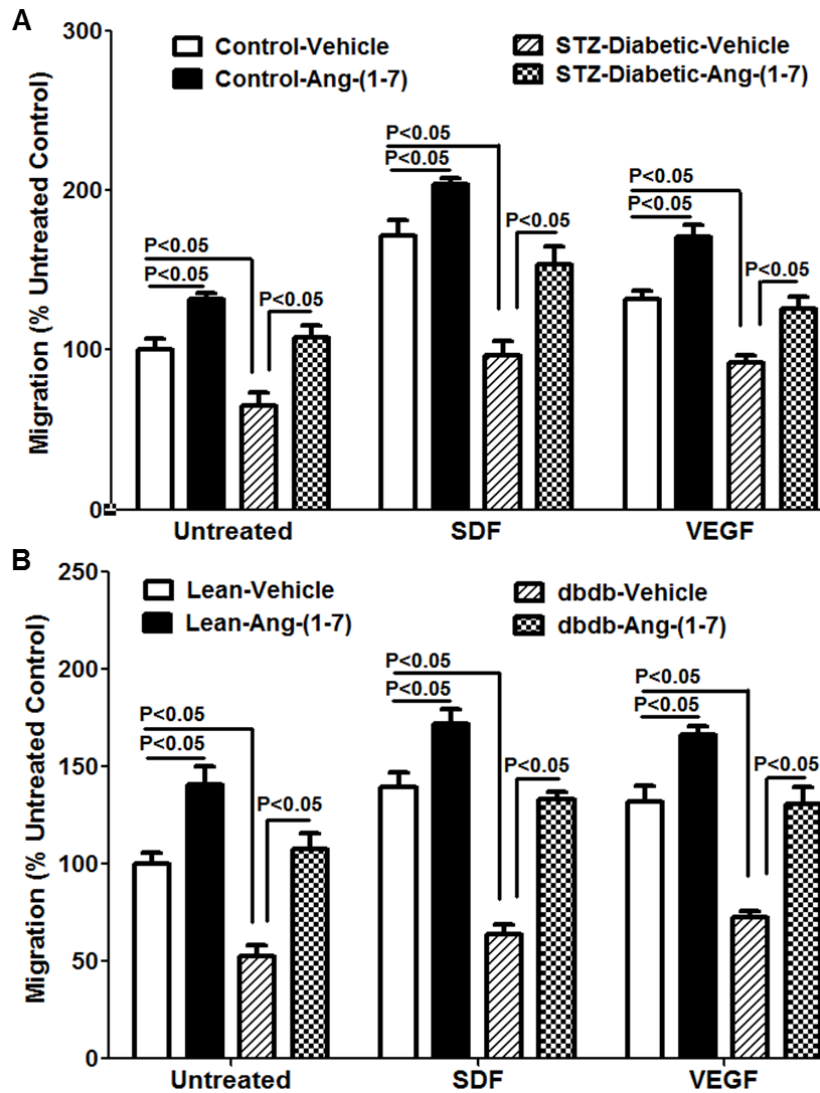 A
Migration (% Untreated Control)
300
200
100
0
Control-Vehicle
Control-Ang-(1-7)
STZ-Diabetic-Vehicle
STZ-Diabetic-Ang-(1-7)
P<0.05
P<0.05
P<0.05
P<0.05
P<0.05
P<0.05
P<0.05
P<0.05
P<0.05
Untreated
SDF
VEGF
B
Migration (% Untreated Control)
250
200
150
100
50
0
Lean-Vehicle
Lean-Ang-(1-7)
dbdb-Vehicle
dbdb-Ang-(1-7)
P<0.05
P<0.05
P<0.05
P<0.05
P<0.05
P<0.05
P<0.05
P<0.05
P<0.05
Untreated
SDF
VEGF